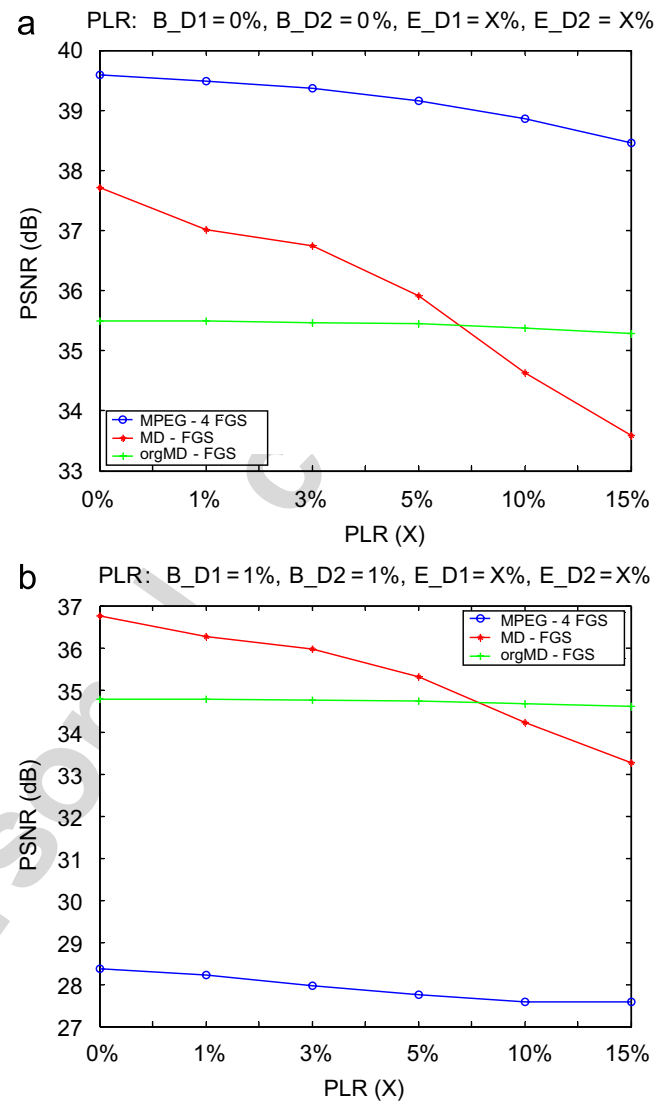 a PLR: B_D1=0%, B_D2=0%, E_D1=X%, E_D2 = X%
40
39
38
37
36
35
34
33
PSNR (dB)
MPEG - 4 FGS
MD - FGS
orgMD - FGS
0% 1% 3% 5% 10% 15%
PLR (X)
b PLR: B_D1=1%, B_D2=1%, E_D1=X%, E_D2=X%
37
36
35
34
33
32
31
30
29
28
27
PSNR (dB)
MPEG - 4 FGS
MD - FGS
orgMD - FGS
0% 1% 3% 5% 10% 15%
PLR (X)